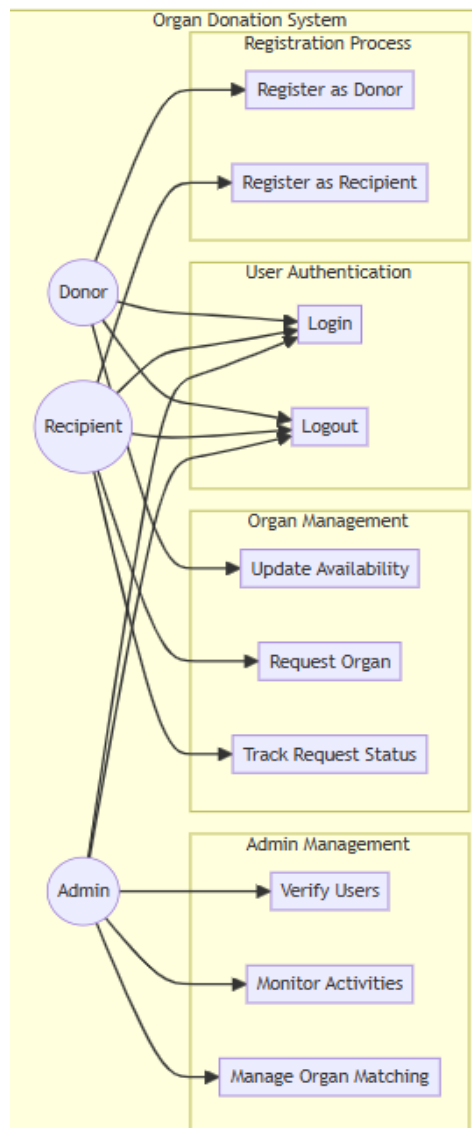 Organ Donation System
Registration Process
Register as Donor
Register as Recipient
User Authentication
Donor
Login
Recipient
Logout
Organ Management
Update Availability
Request Organ
Track Request Status
Admin Management
Admin
Verify Users
Monitor Activities
Manage Organ Matching